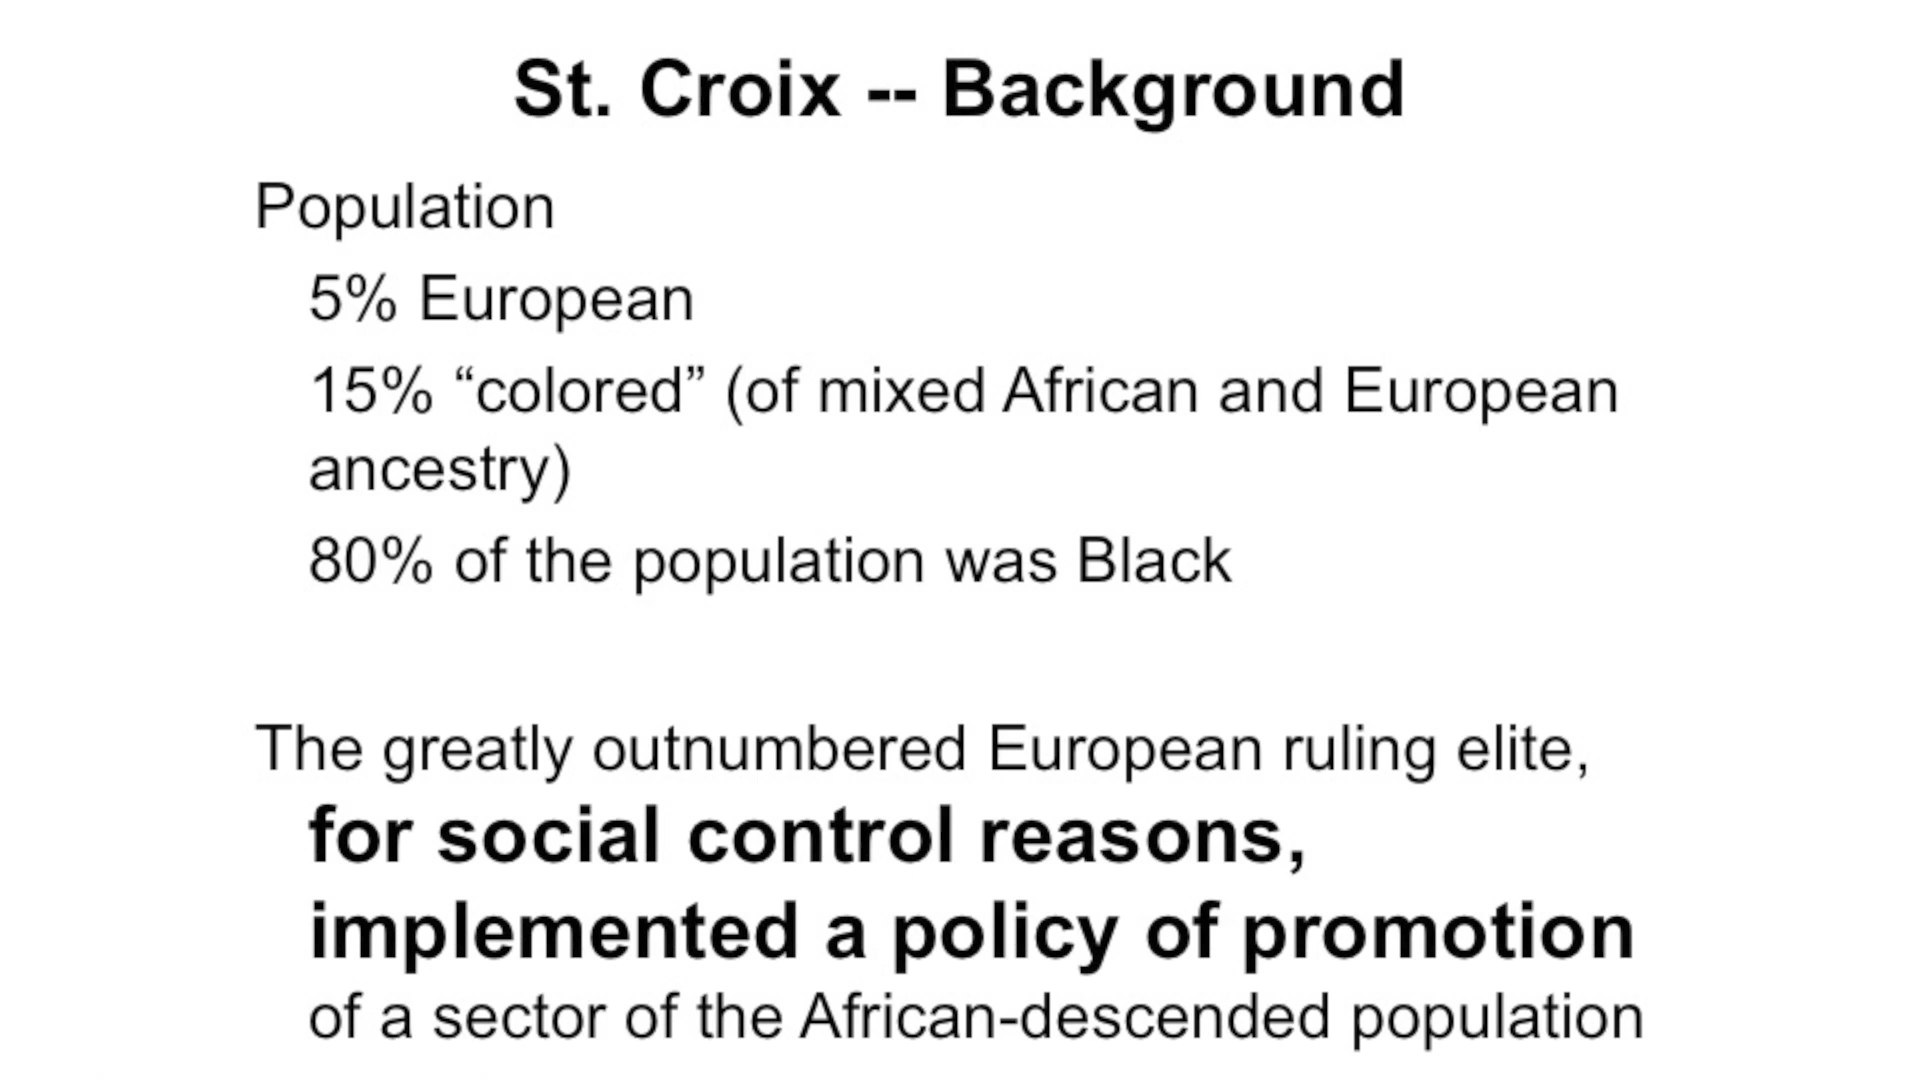 St. Croix -- Background
Population
5% European
15% “colored” (of mixed African and European
ancestry)
80% of the population was Black
The greatly outnumbered European ruling elite,
for social control reasons,
implemented a policy of promotion
of a sector of the African-descended population